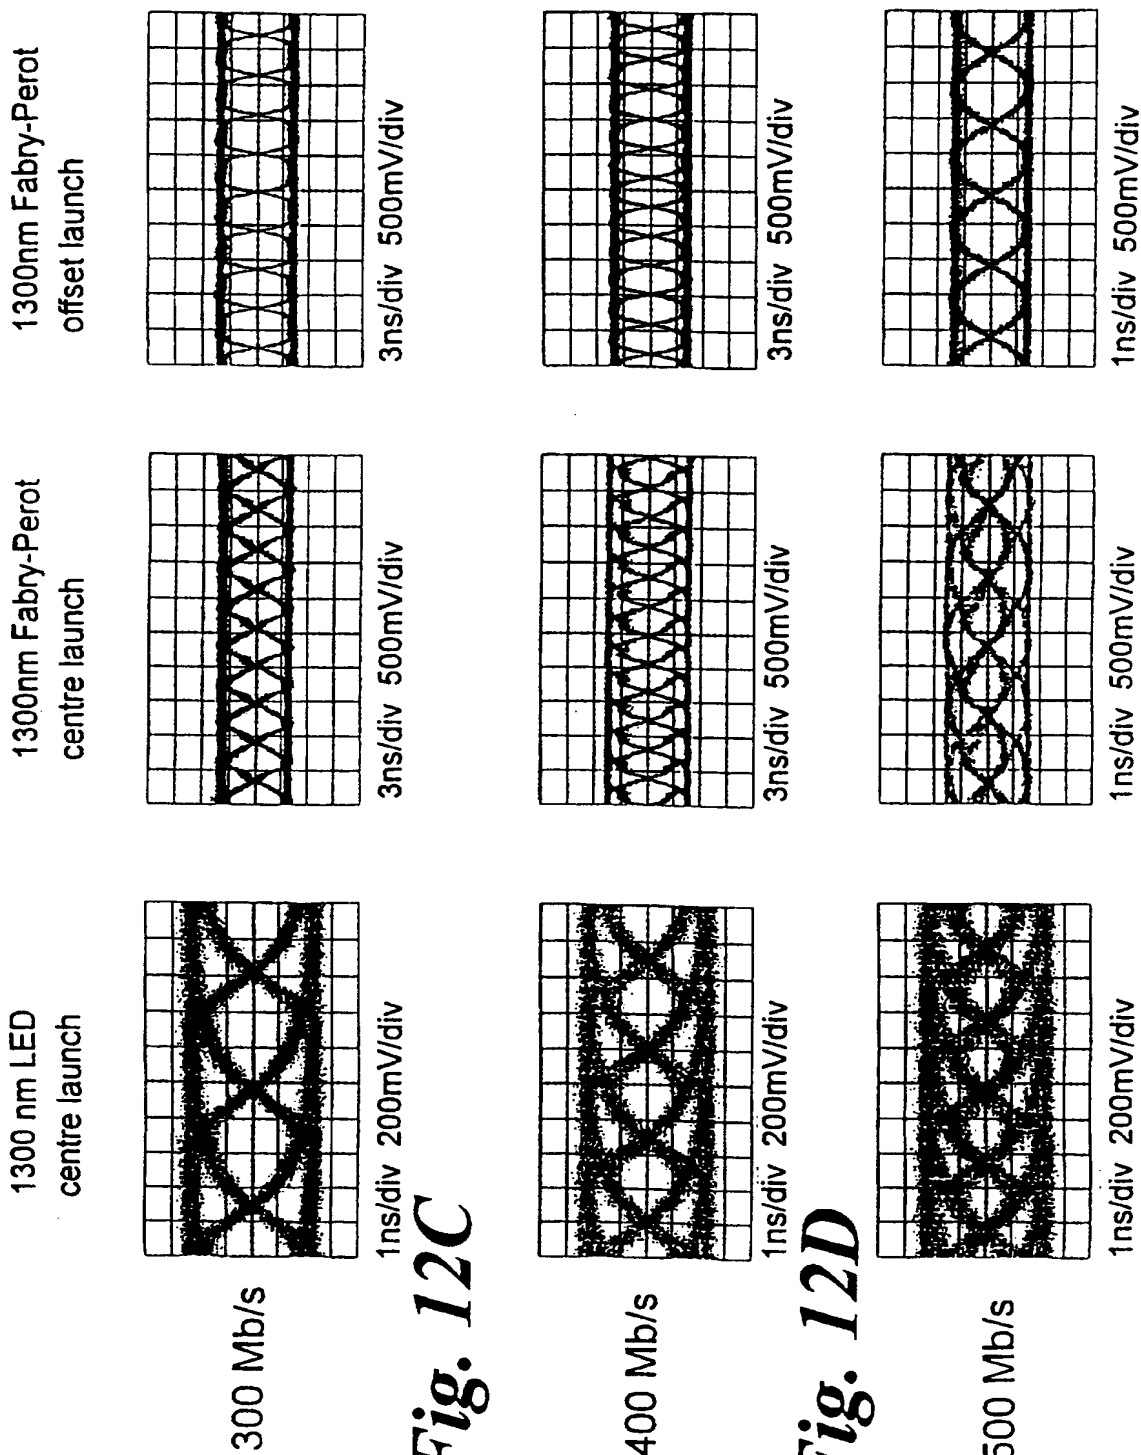 1300 nm LED
centre launch
1300nm Fabry-Perot
centre launch
1300nm Fabry-Perot
offset launch
300 Mb/s
1ns/div 200mV/div
3ns/div 500mV/div
3ns/div 500mV/div
Fig. 12C
400 Mb/s
1ns/div 200mV/div
3ns/div 500mV/div
3ns/div 500mV/div
Fig. 12D
500 Mb/s
1ns/div 200mV/div
1ns/div 500mV/div
1ns/div 500mV/div